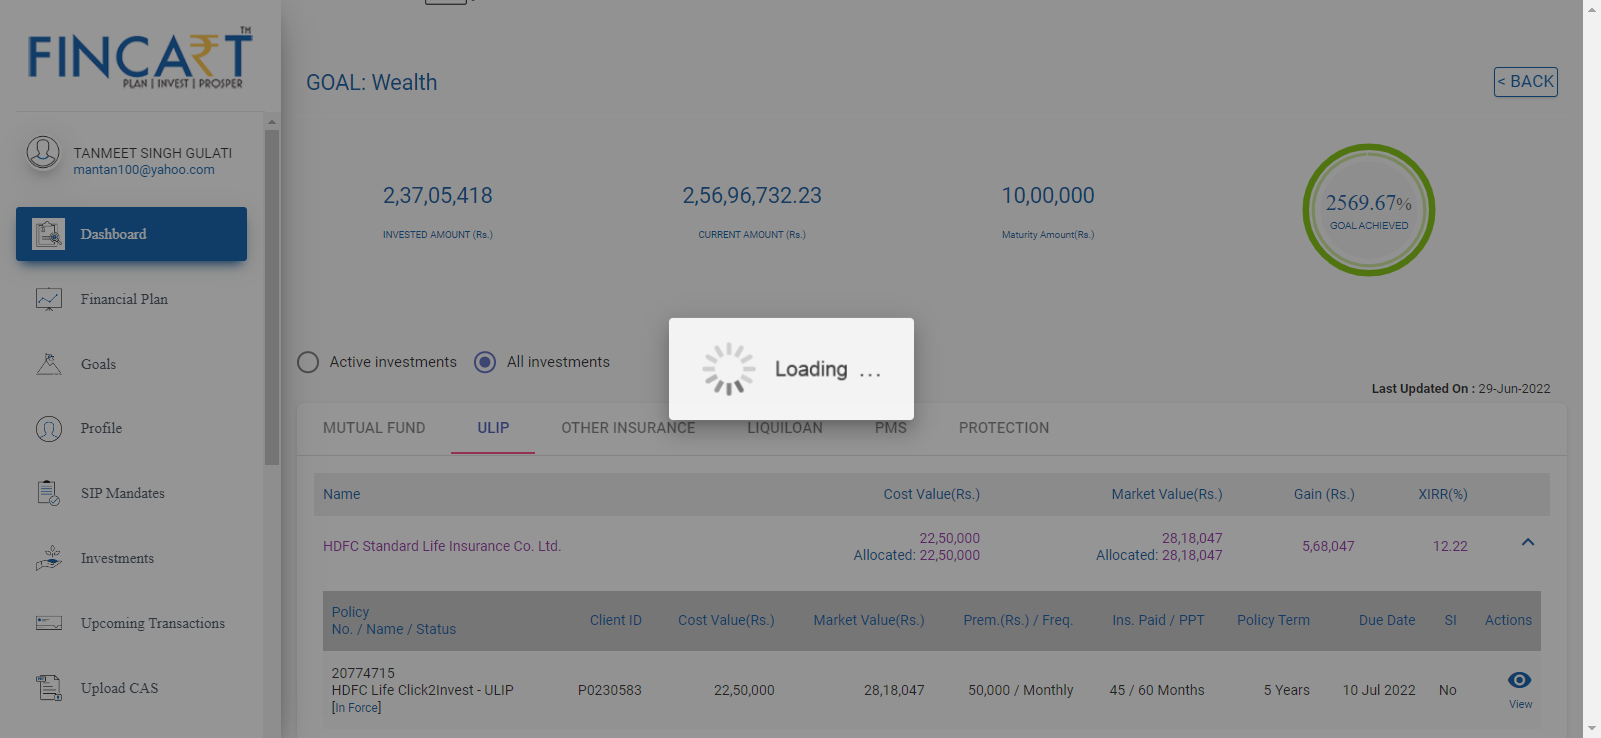 FINCART TM
PLAN | INVEST | PROSPER
TANMEET SINGH GULATI
mantan100@yahoo.com
Dashboard
Financial Plan
Goals
Profile
SIP Mandates
Investments
Upcoming Transactions
Upload CAS
GOAL: Wealth
< BACK
2,37,05,418
INVESTED AMOUNT (Rs.)
2,56,96,732.23
CURRENT AMOUNT (Rs.)
10,00,000
Maturity Amount(Rs.)
2569.67%
GOAL ACHIEVED
Active investments
All investments
Loading ...
Last Updated On : 29-Jun-2022
MUTUAL FUND ULIP OTHER INSURANCE LIQUILOAN PMS PROTECTION
Name Cost Value(Rs.) Market Value(Rs.) Gain (Rs.) XIRR(%)
HDFC Standard Life Insurance Co. Ltd. 22,50,000 28,18,047 5,68,047 12.22
Allocated: 22,50,000 Allocated: 28,18,047
Policy
No. / Name / Status Client ID Cost Value(Rs.) Market Value(Rs.) Prem.(Rs.) / Freq. Ins. Paid / PPT Policy Term Due Date SI Actions
20774715
HDFC Life Click2Invest - ULIP P0230583 22,50,000 28,18,047 50,000 / Monthly 45 / 60 Months 5 Years 10 Jul 2022 No
[In Force] View